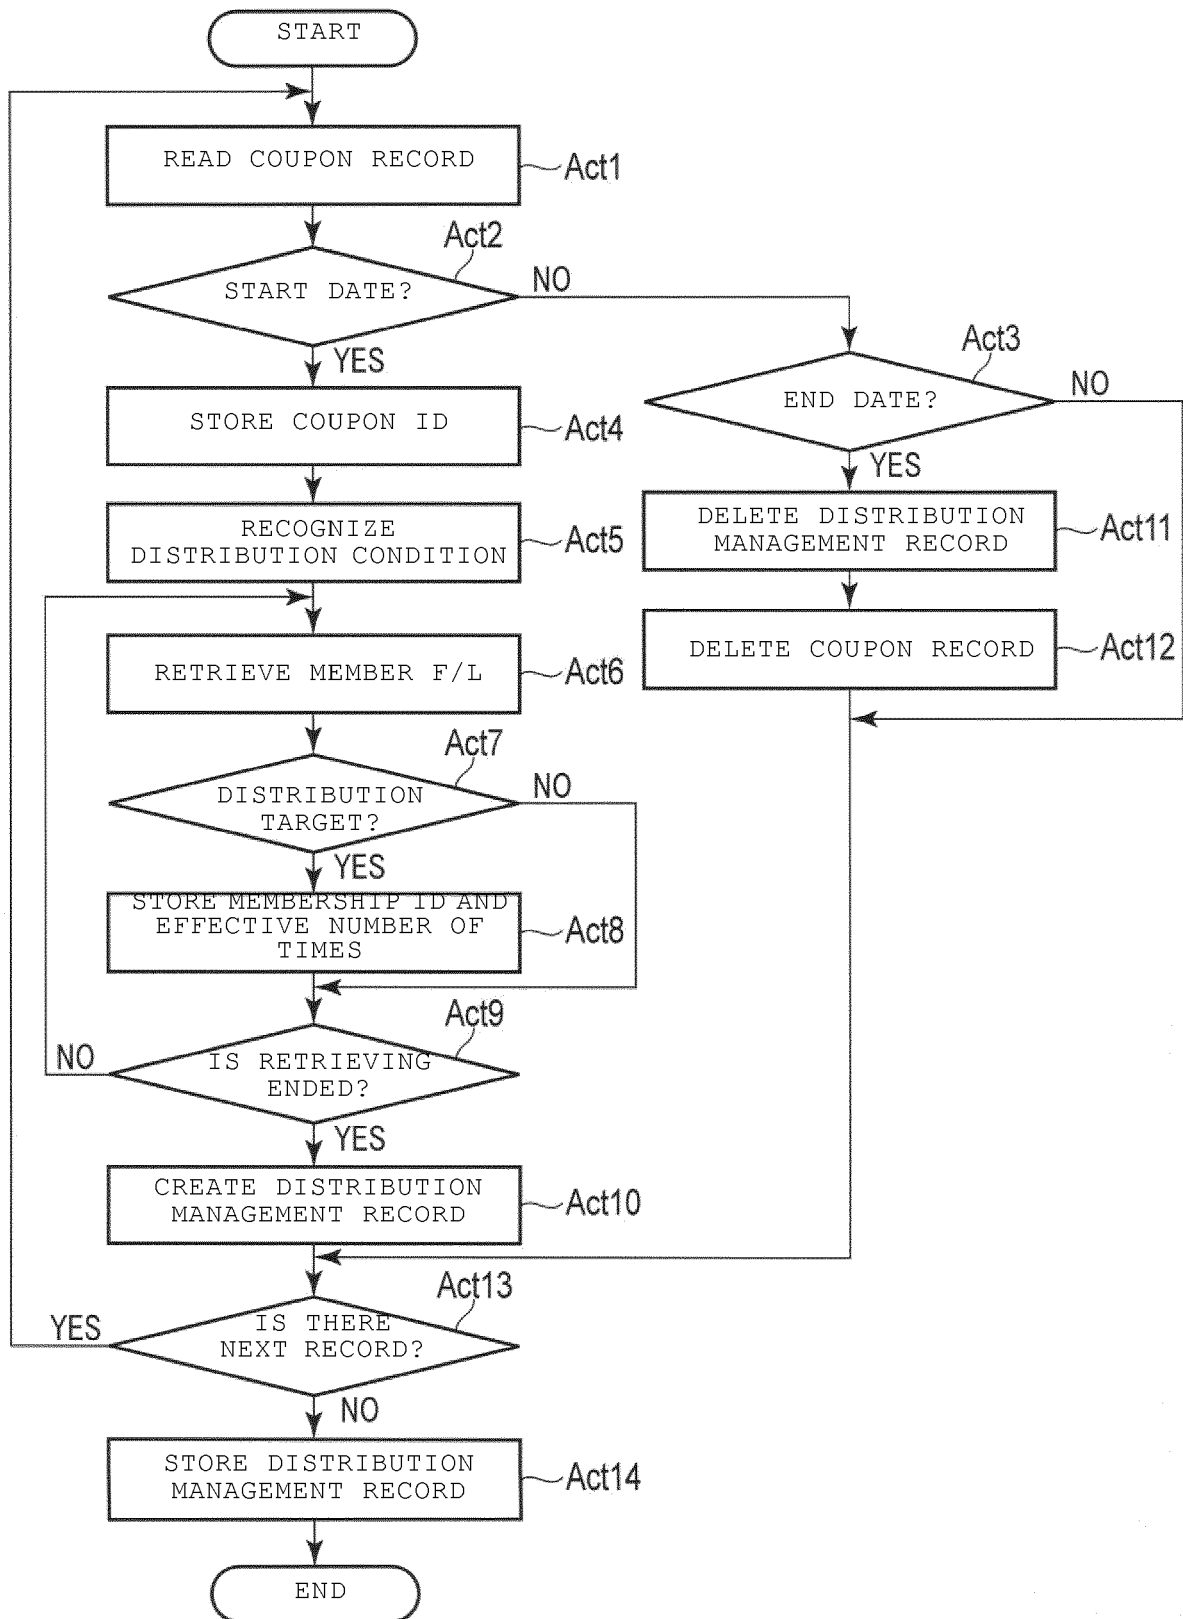 START
READ COUPON RECORD
Act1
Act2
START DATE?
NO
YES
Act3
END DATE?
NO
YES
STORE COUPON ID
Act4
RECOGNIZE
DISTRIBUTION CONDITION
Act5
DELETE DISTRIBUTION
MANAGEMENT RECORD
Act11
DELETE COUPON RECORD
Act12
RETRIEVE MEMBER F/L
Act6
Act7
DISTRIBUTION
TARGET?
NO
YES
STORE MEMBERSHIP ID AND
EFFECTIVE NUMBER OF
TIMES
Act8
Act9
IS RETRIEVING
ENDED?
NO
YES
CREATE DISTRIBUTION
MANAGEMENT RECORD
Act10
Act13
IS THERE
NEXT RECORD?
YES
NO
STORE DISTRIBUTION
MANAGEMENT RECORD
Act14
END